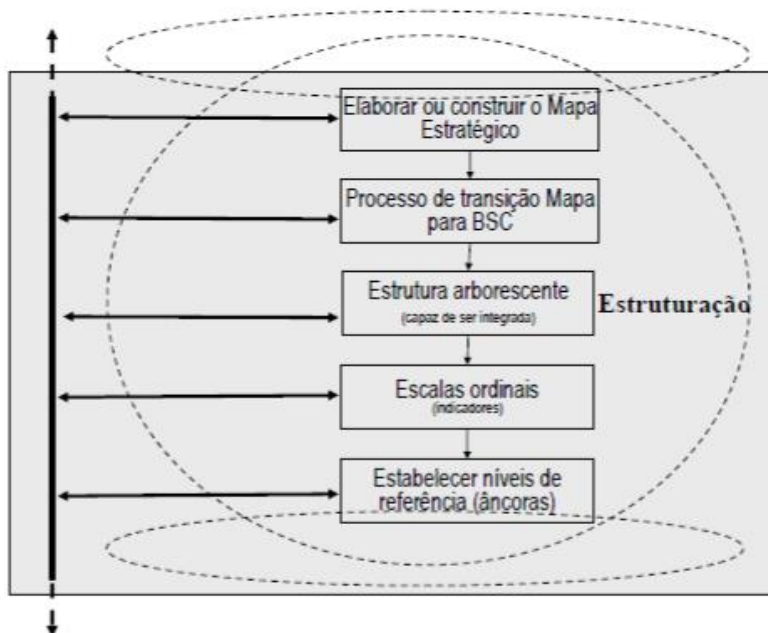 Elaborar ou construir o Mapa
Estratégico
Processo de transição Mapa
para BSC
Estrutura arborescente
(capaz de ser integrada)
Estruturação
Escalas ordinais
(indicadores)
Estabelecer níveis de
referência (âncoras)